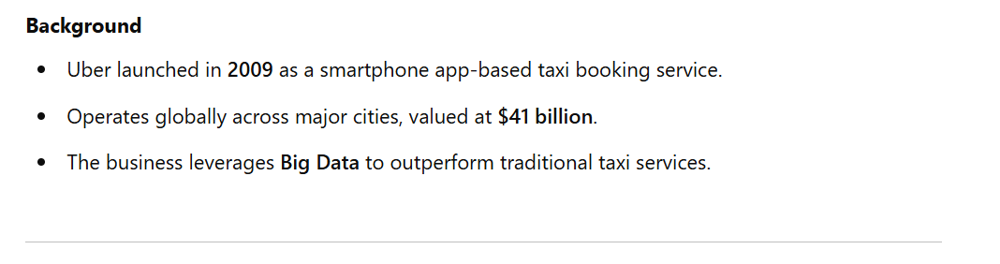 Background
• Uber launched in 2009 as a smartphone app-based taxi booking service.
• Operates globally across major cities, valued at $41 billion.
• The business leverages Big Data to outperform traditional taxi services.